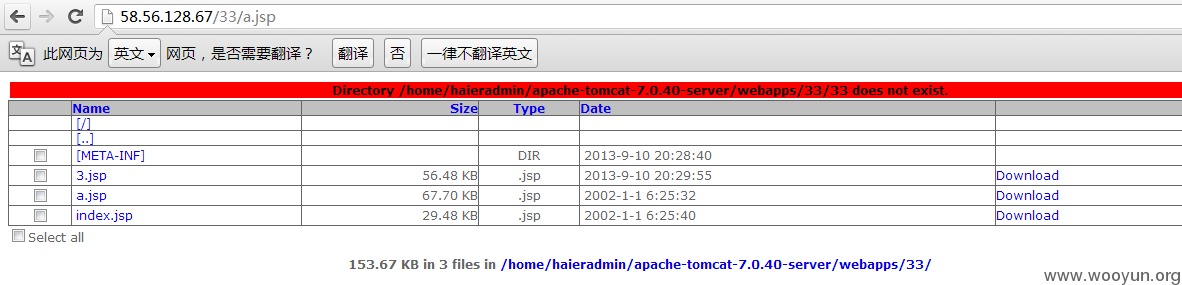 58.56.128.67/33/a.jsp
此网页为 英文 网页，是否需要翻译？ 翻译 否 一律不翻译英文
Directory /home/haieradmin/apache-tomcat-7.0.40-server/webapps/33/33 does not exist.
Name Size Type Date
[/]
[..]
[META-INF] DIR 2013-9-10 20:28:40
3.jsp 56.48 KB .jsp 2013-9-10 20:29:55 Download
a.jsp 67.70 KB .jsp 2002-1-1 6:25:32 Download
index.jsp 29.48 KB .jsp 2002-1-1 6:25:40 Download
Select all
153.67 KB in 3 files in /home/haieradmin/apache-tomcat-7.0.40-server/webapps/33/
www.wooyun.org